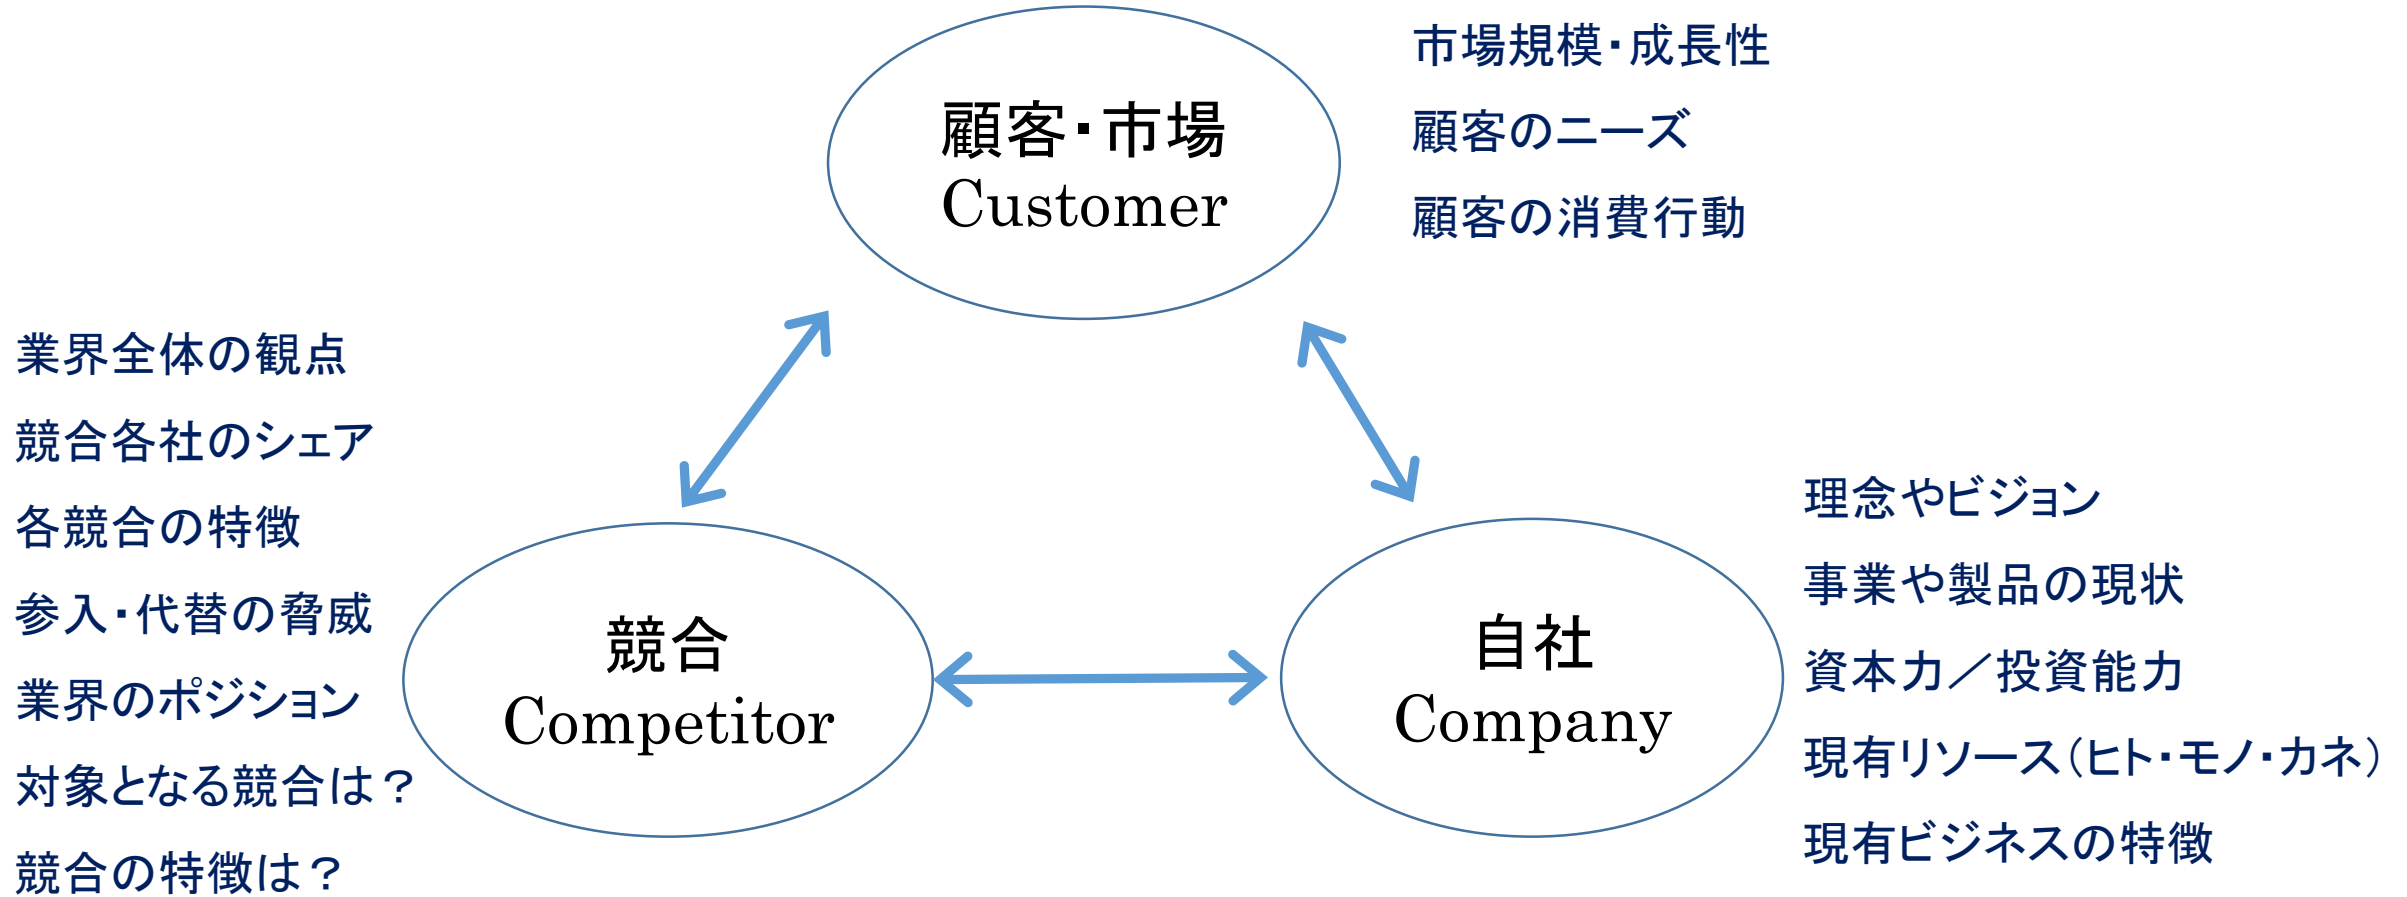 顧客・市場
Customer
市場規模・成長性
顧客のニーズ
顧客の消費行動
業界全体の観点
競合各社のシェア
各競合の特徴
参入・代替の脅威
業界のポジション
対象となる競合は？
競合の特徴は？
競合
Competitor
自社
Company
理念やビジョン
事業や製品の現状
資本力／投資能力
現有リソース（ヒト・モノ・カネ）
現有ビジネスの特徴